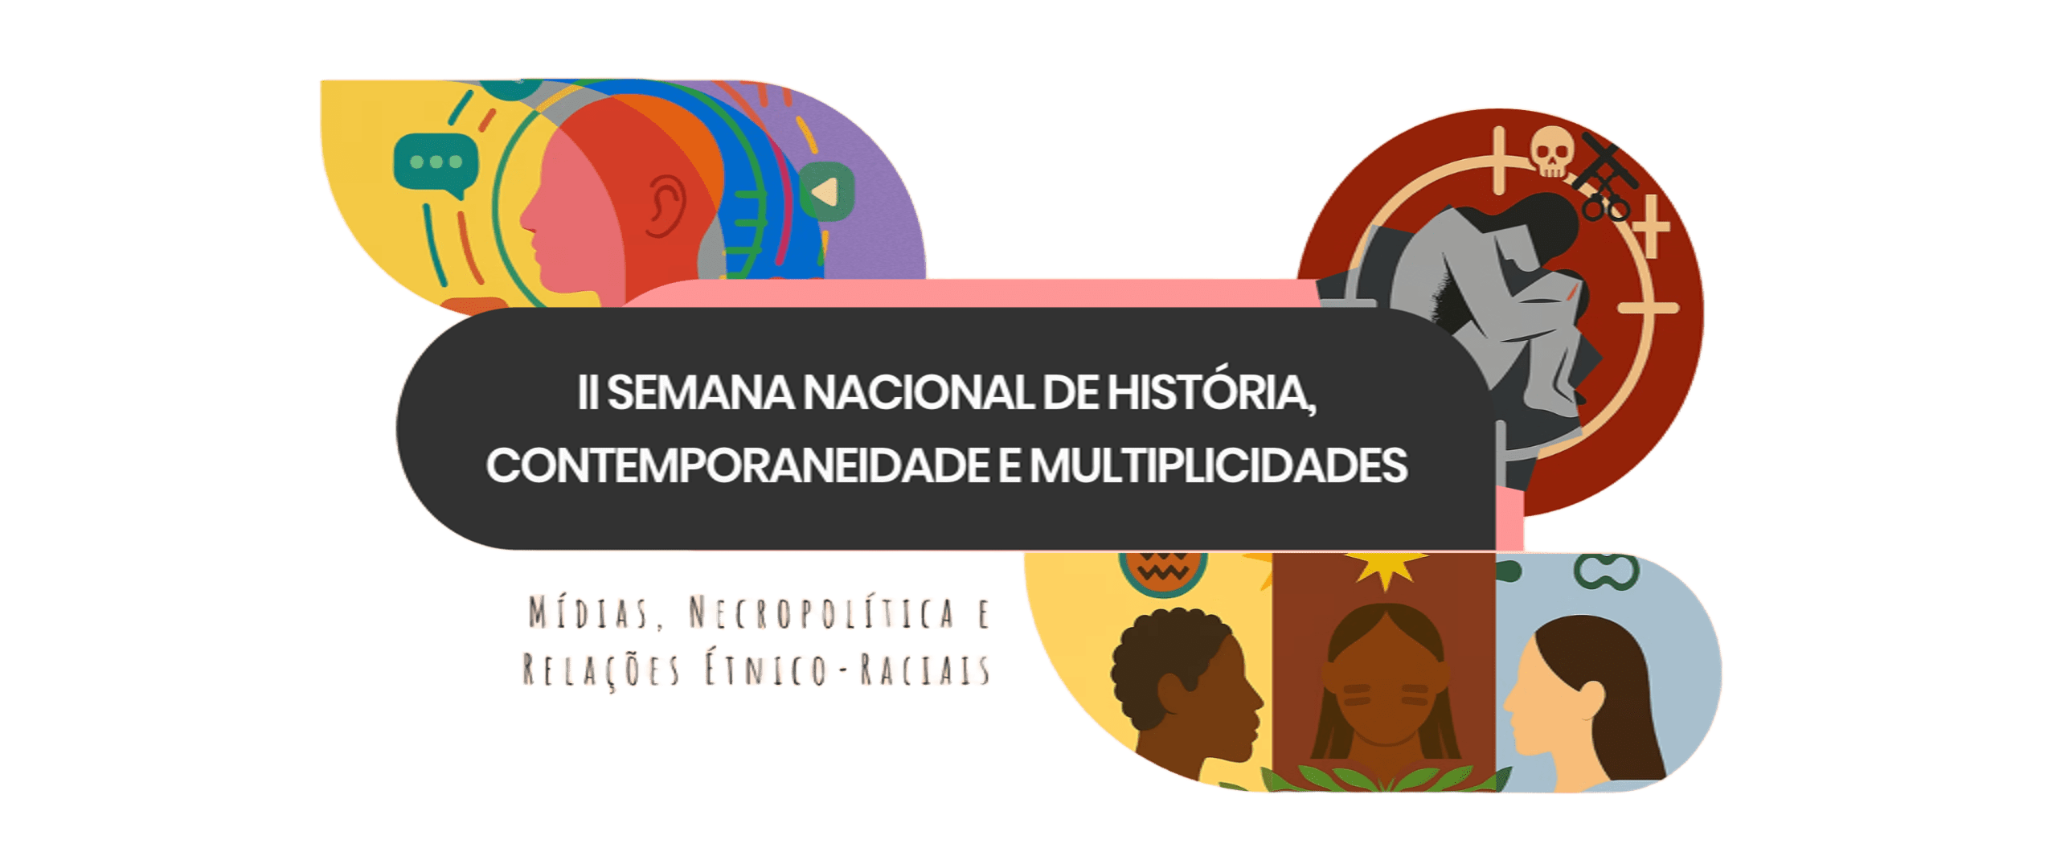 II SEMANA NACIONAL DE HISTÓRIA,
CONTEMPORANEIDADE E MULTIPLICIDADES
MÍDIAS, NECROPOLÍTICA E
RELAÇÕES ÉTNICO-RACIAIS